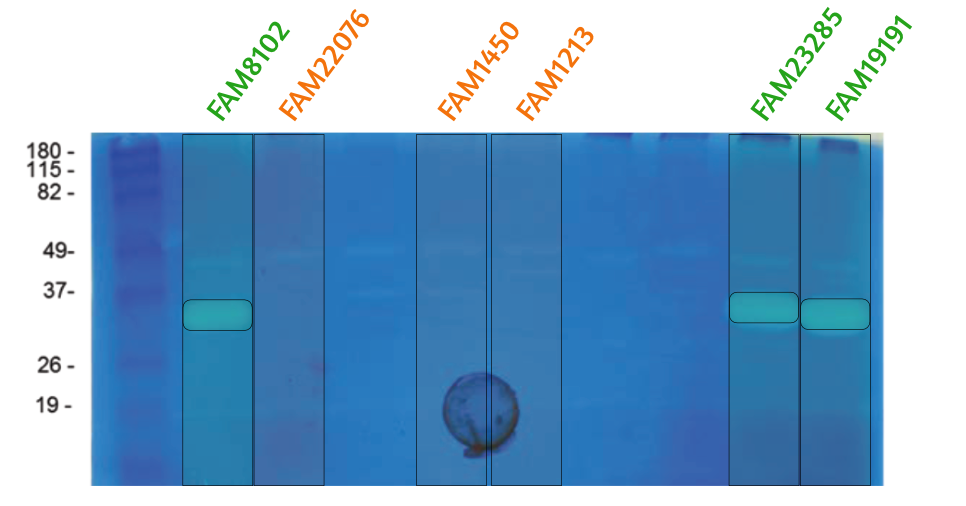 FAM8102
FAM22076
FAM1450
FAM1213
FAM23285
FAM19191
180 -
115 -
82 -
49-
37-
26 -
19 -